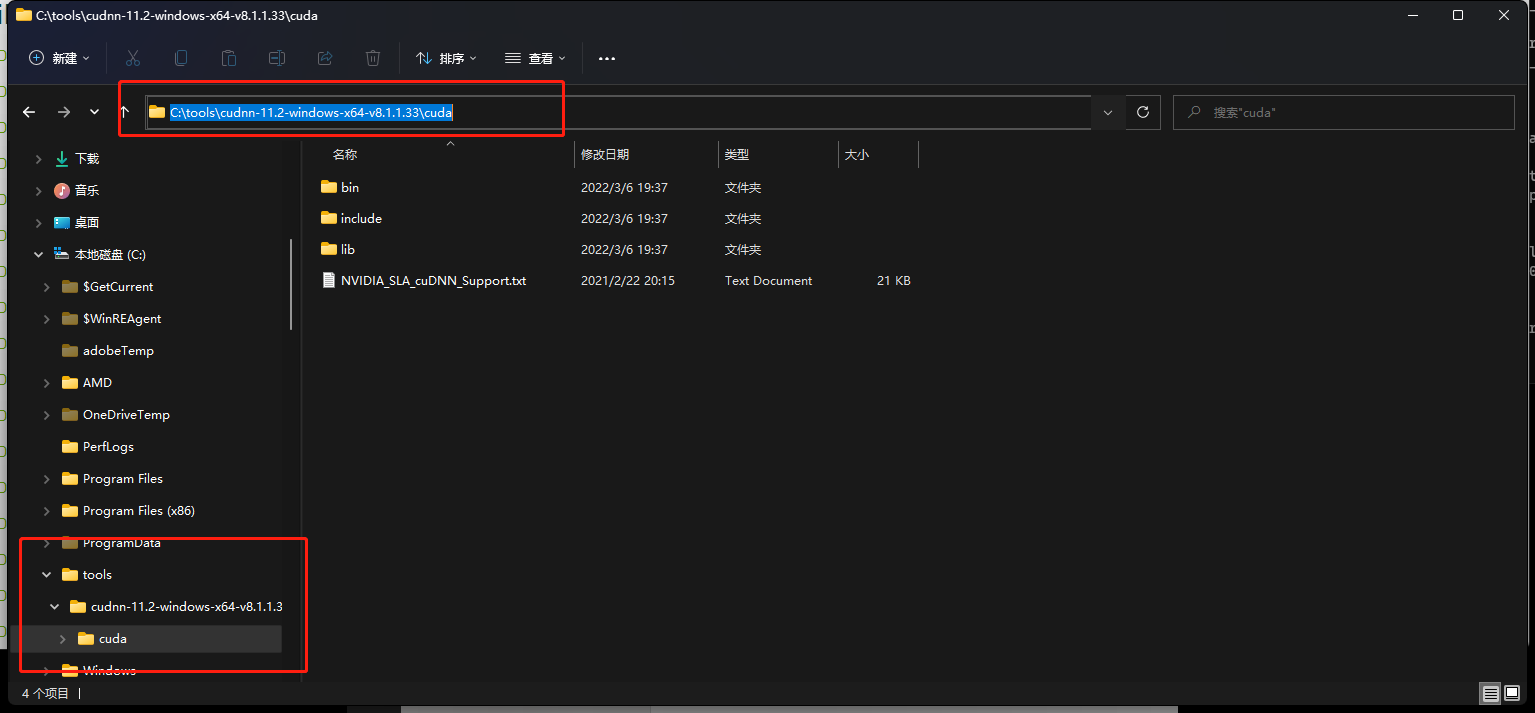 C:\tools\cudnn-11.2-windows-x64-v8.1.1.33\cuda
新建 排序 查看
C:\tools\cudnn-11.2-windows-x64-v8.1.1.33\cuda 搜索"cuda"
名称 修改日期 类型 大小
bin 2022/3/6 19:37 文件夹
include 2022/3/6 19:37 文件夹
lib 2022/3/6 19:37 文件夹
NVIDIA_SLA_cuDNN_Support.txt 2021/2/22 20:15 Text Document 21 KB
下载
音乐
桌面
本地磁盘 (C:)
$GetCurrent
$WinREAgent
adobeTemp
AMD
OneDriveTemp
PerfLogs
Program Files
Program Files (x86)
ProgramData
tools
cudnn-11.2-windows-x64-v8.1.1.3
cuda
Windows
4 个项目